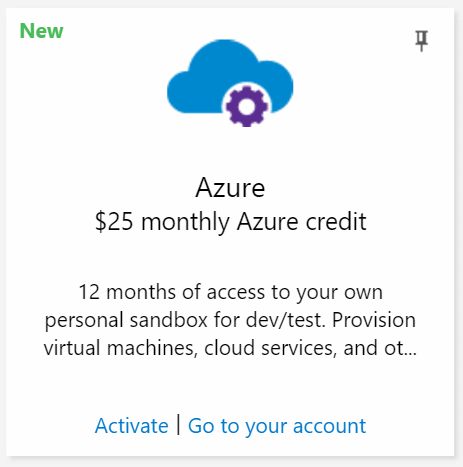 New
Azure
$25 monthly Azure credit
12 months of access to your own
personal sandbox for dev/test. Provision
virtual machines, cloud services, and ot...
Activate | Go to your account